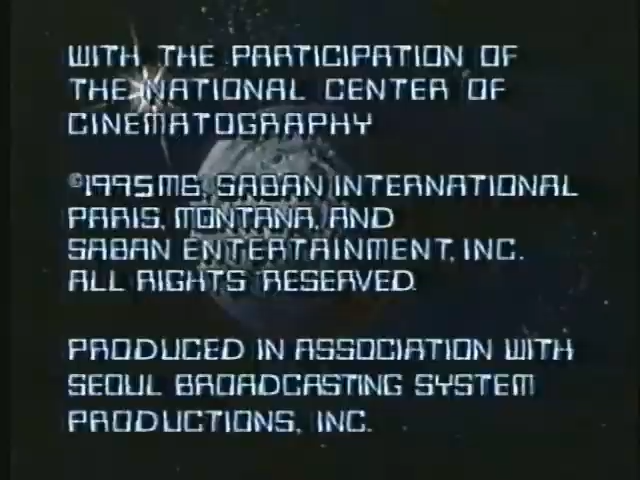 WITH THE PARTICIPATION OF
THE NATIONAL CENTER OF
CINEMATOGRAPHY
©1995 MG, SABAN INTERNATIONAL
PARIS, MONTANA, AND
SABAN ENTERTAINMENT, INC.
ALL RIGHTS RESERVED.
PRODUCED IN ASSOCIATION WITH
SEOUL BROADCASTING SYSTEM
PRODUCTIONS, INC.